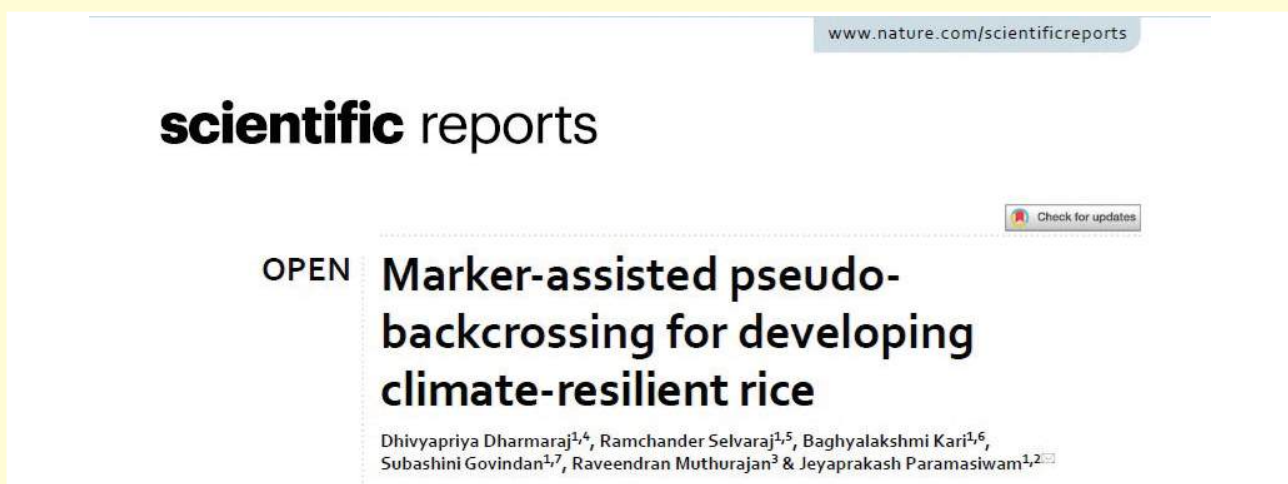 www.nature.com/scientificreports
scientific reports
Check for updates
OPEN
Marker-assisted pseudo-
backcrossing for developing
climate-resilient rice
Dhivyapriya Dharmaraj1,4, Ramchander Selvaraj1,5, Baghyalakshmi Kari1,6,
Subashini Govindan1,7, Raveendran Muthurajan3 & Jeyaprakash Paramasiwam1,2